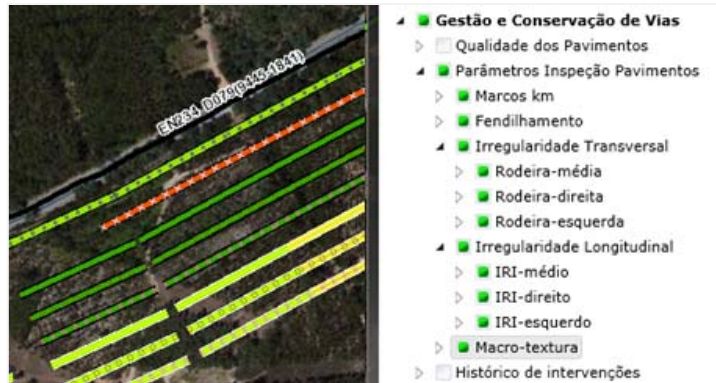 EN234_D079(9445-1841)
Gestão e Conservação de Vias
Qualidade dos Pavimentos
Parâmetros Inspeção Pavimentos
Marcos km
Fendilhamento
Irregularidade Transversal
Rodeira-média
Rodeira-direita
Rodeira-esquerda
Irregularidade Longitudinal
IRI-médio
IRI-direito
IRI-esquerdo
Macro-textura
Histórico de intervenções